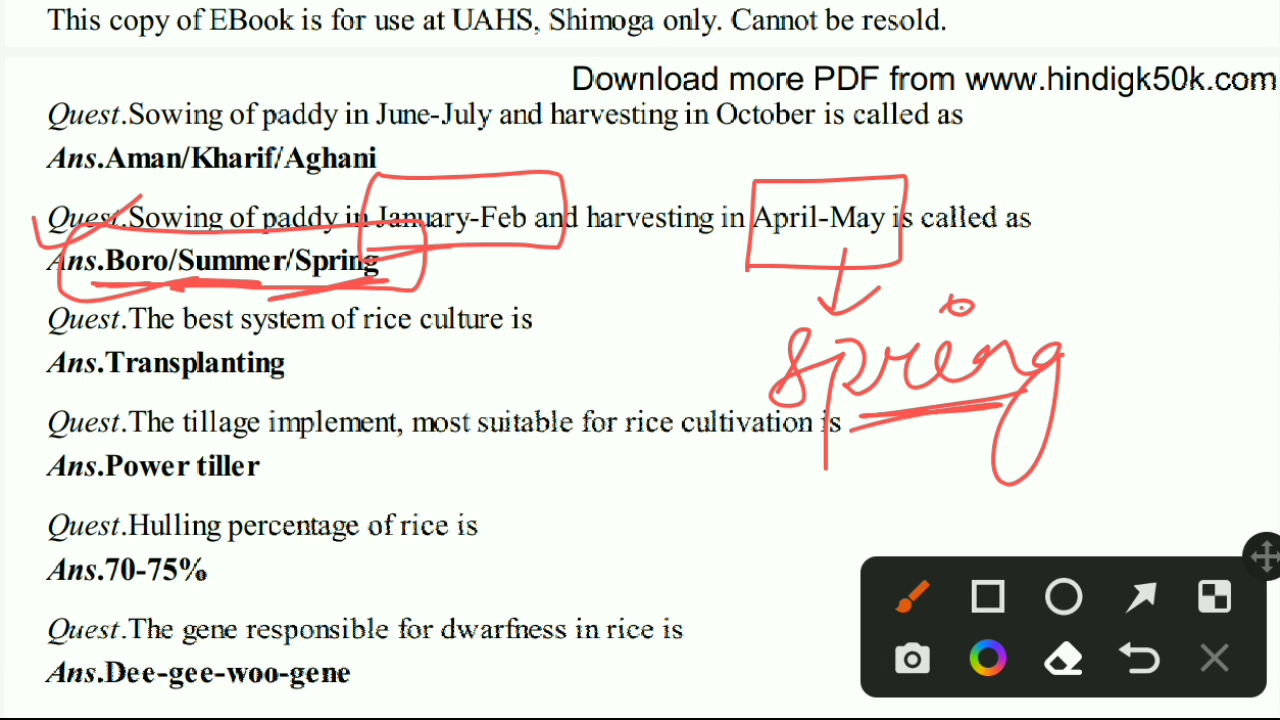 This copy of EBook is for use at UAHS, Shimoga only. Cannot be resold.
Download more PDF from www.hindigk50k.com
Quest.Sowing of paddy in June-July and harvesting in October is called as
Ans.Aman/Kharif/Aghani
Quest.Sowing of paddy in January-Feb and harvesting in April-May is called as
Ans.Boro/Summer/Spring
spring
Quest.The best system of rice culture is
Ans.Transplanting
Quest.The tillage implement, most suitable for rice cultivation is
Ans.Power tiller
Quest.Hulling percentage of rice is
Ans.70-75%
Quest.The gene responsible for dwarfness in rice is
Ans.Dee-gee-woo-gene